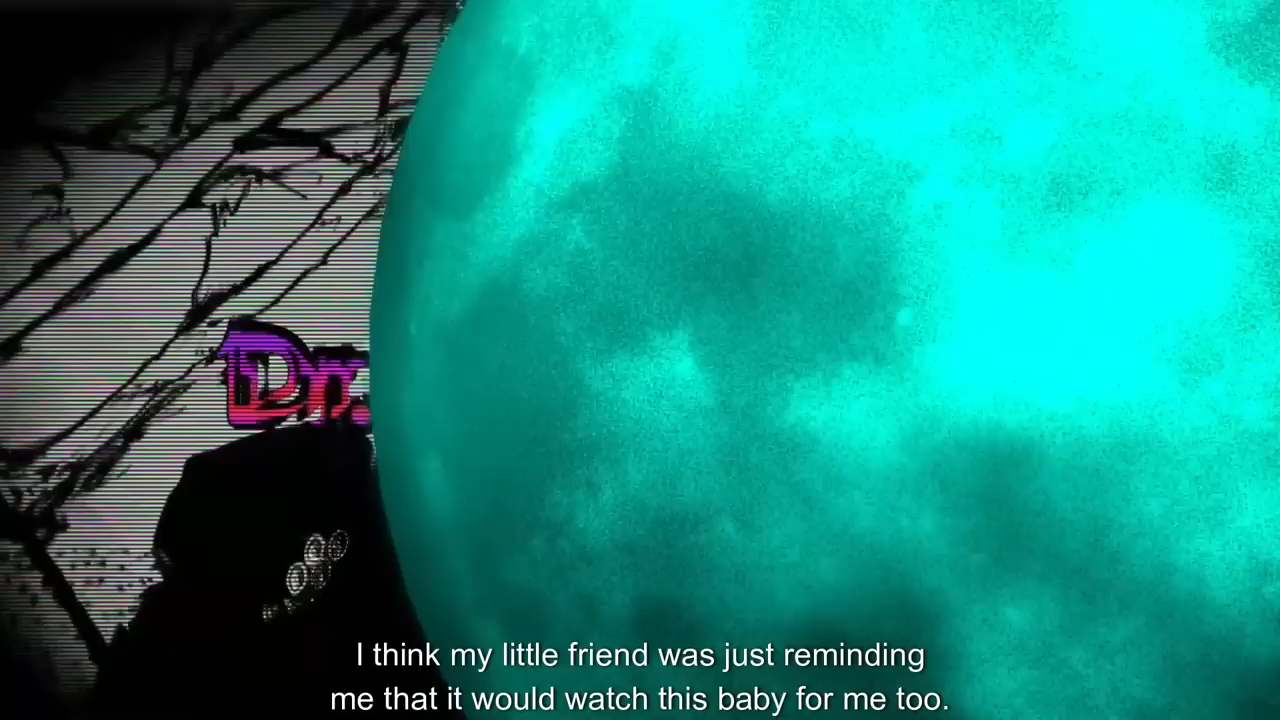 Dr.
I think my little friend was just reminding
me that it would watch this baby for me too.